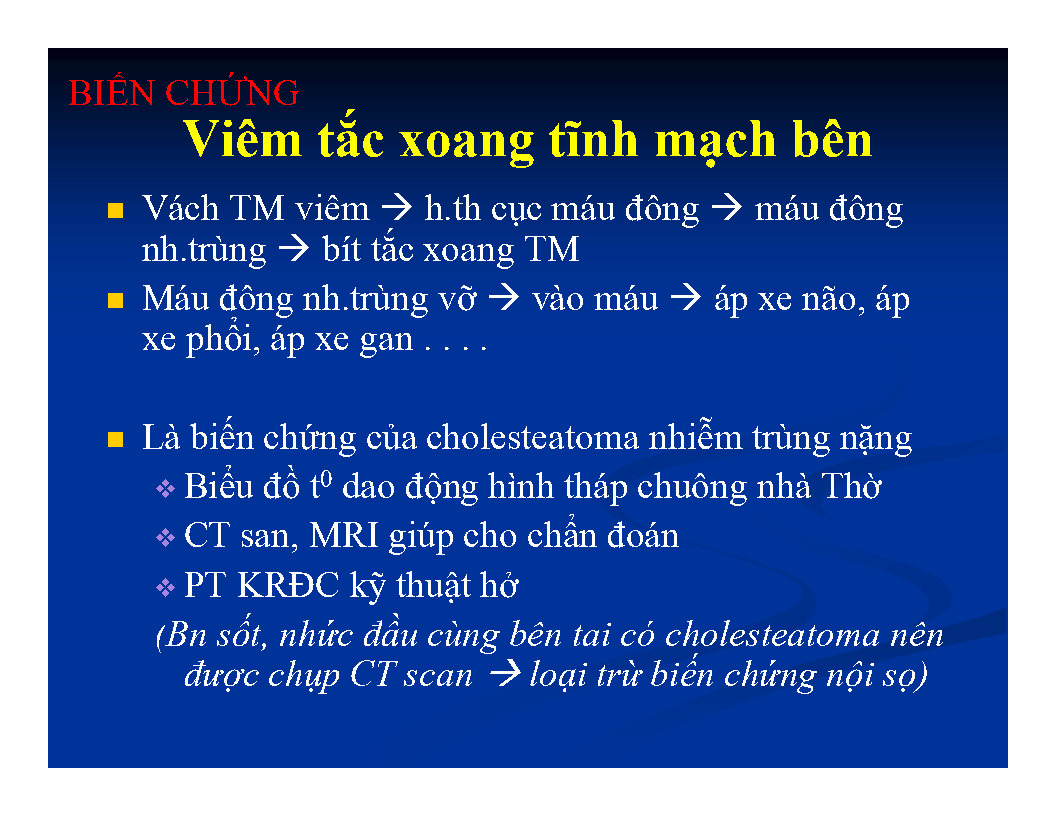 BIẾN CHỨNG
Viêm tắc xoang tĩnh mạch bên
Vách TM viêm → h.th cục máu đông → máu đông
nh.trùng → bít tắc xoang TM
Máu đông nh.trùng vỡ → vào máu → áp xe não, áp
xe phổi, áp xe gan . . . .
Là biến chứng của cholesteatoma nhiễm trùng nặng
Biểu đồ t⁰ dao động hình tháp chuông nhà Thờ
CT san, MRI giúp cho chẩn đoán
PT KRĐC kỹ thuật hở
(Bn sốt, nhức đầu cùng bên tai có cholesteatoma nên
được chụp CT scan → loại trừ biến chứng nội sọ)